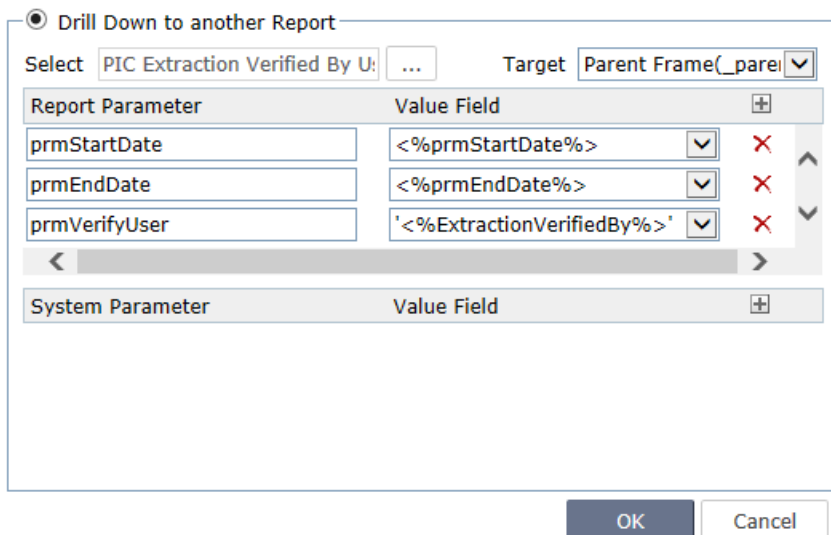 Drill Down to another Report
Select PIC Extraction Verified By U ... Target Parent Frame(_parei
Report Parameter Value Field
prmStartDate <%prmStartDate%>
prmEndDate <%prmEndDate%>
prmVerifyUser '<%ExtractionVerifiedBy%>'
System Parameter Value Field
OK Cancel